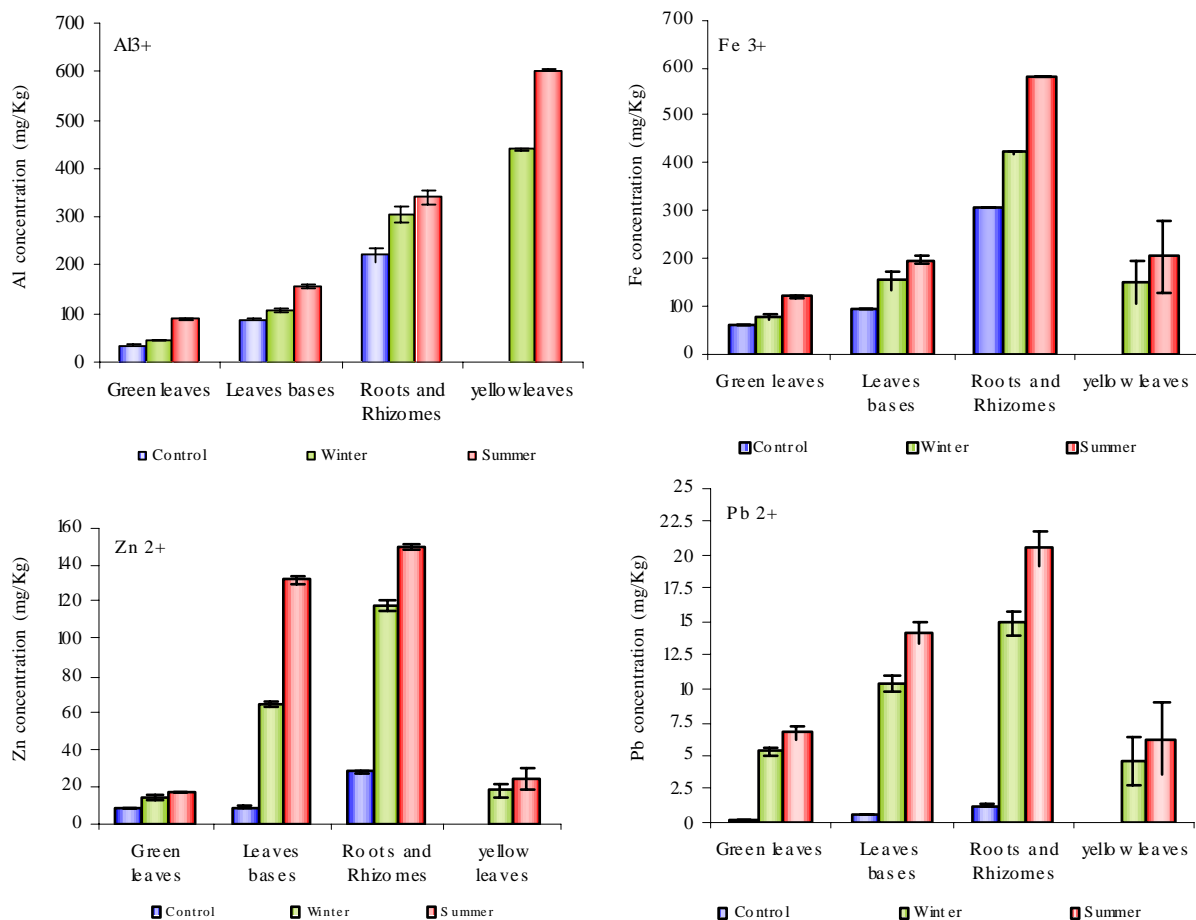 Al3+
Al concentration (mg/Kg)
700
600
500
400
300
200
100
0
Green leaves Leaves bases Roots and yellow leaves
Rhizomes
Control Winter Summer
Fe 3+
Fe concentration (mg/Kg)
700
600
500
400
300
200
100
0
Green leaves Leaves Roots and yellow leaves
bases Rhizomes
Control Winter Summer
Zn 2+
Zn concentration (mg/Kg)
160
140
120
100
80
60
40
20
0
Green Leaves Roots and yellow
leaves bases Rhizomes leaves
Control Winter Summer
Pb 2+
Pb concentration (mg/Kg)
25
22.5
20
17.5
15
12.5
10
7.5
5
2.5
0
Green leaves Leaves Roots and yellow leaves
bases Rhizomes
Control Winter Summer